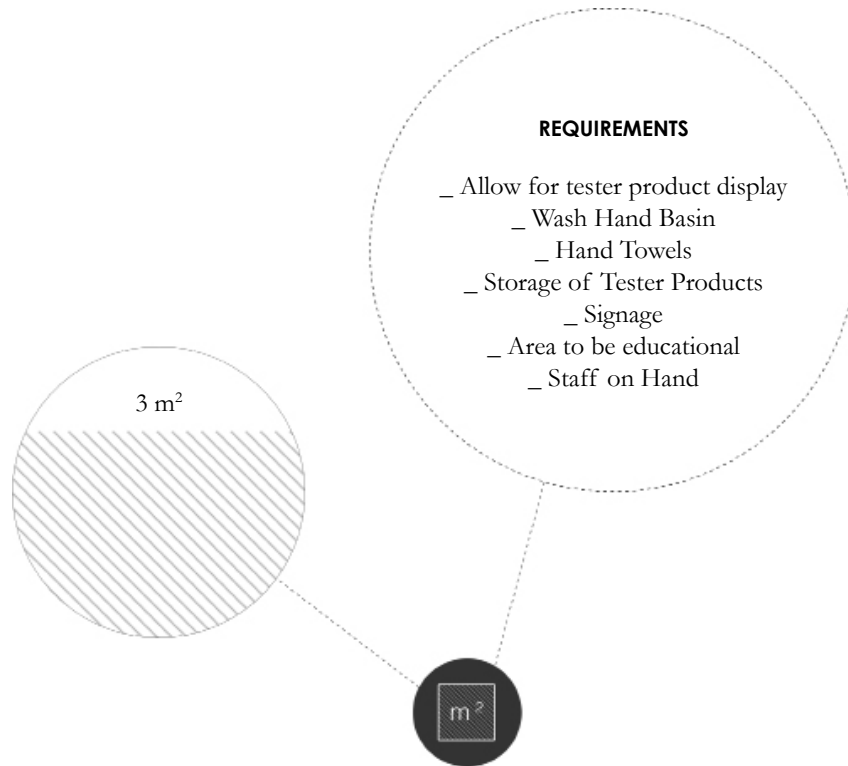 REQUIREMENTS
_ Allow for tester product display
_ Wash Hand Basin
_ Hand Towels
_ Storage of Tester Products
_ Signage
_ Area to be educational
_ Staff on Hand
3 m²
m²